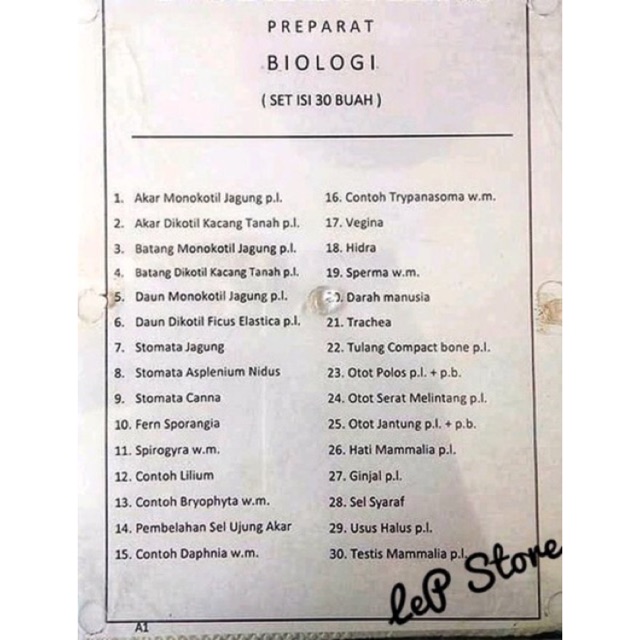 PREPARAT
BIOLOGI
( SET ISI 30 BUAH )
1. Akar Monokotil Jagung p.l.
2. Akar Dikotil Kacang Tanah p.l.
3. Batang Monokotil Jagung p.l.
4. Batang Dikotil Kacang Tanah p.l.
5. Daun Monokotil Jagung p.l.
6. Daun Dikotil Ficus Elastica p.l.
7. Stomata Jagung
8. Stomata Asplenium Nidus
9. Stomata Canna
10. Fern Sporangia
11. Spirogyra w.m.
12. Contoh Lilium
13. Contoh Bryophyta w.m.
14. Pembelahan Sel Ujung Akar
15. Contoh Daphnia w.m.
16. Contoh Trypanasoma w.m.
17. Vegina
18. Hidra
19. Sperma w.m.
20. Darah manusia
21. Trachea
22. Tulang Compact bone p.l.
23. Otot Polos p.l. + p.b.
24. Otot Serat Melintang p.l.
25. Otot Jantung p.l. + p.b.
26. Hati Mammalia p.l.
27. Ginjal p.l.
28. Sel Syaraf
29. Usus Halus p.l.
30. Testis Mammalia p.l.
LeP Store
A1